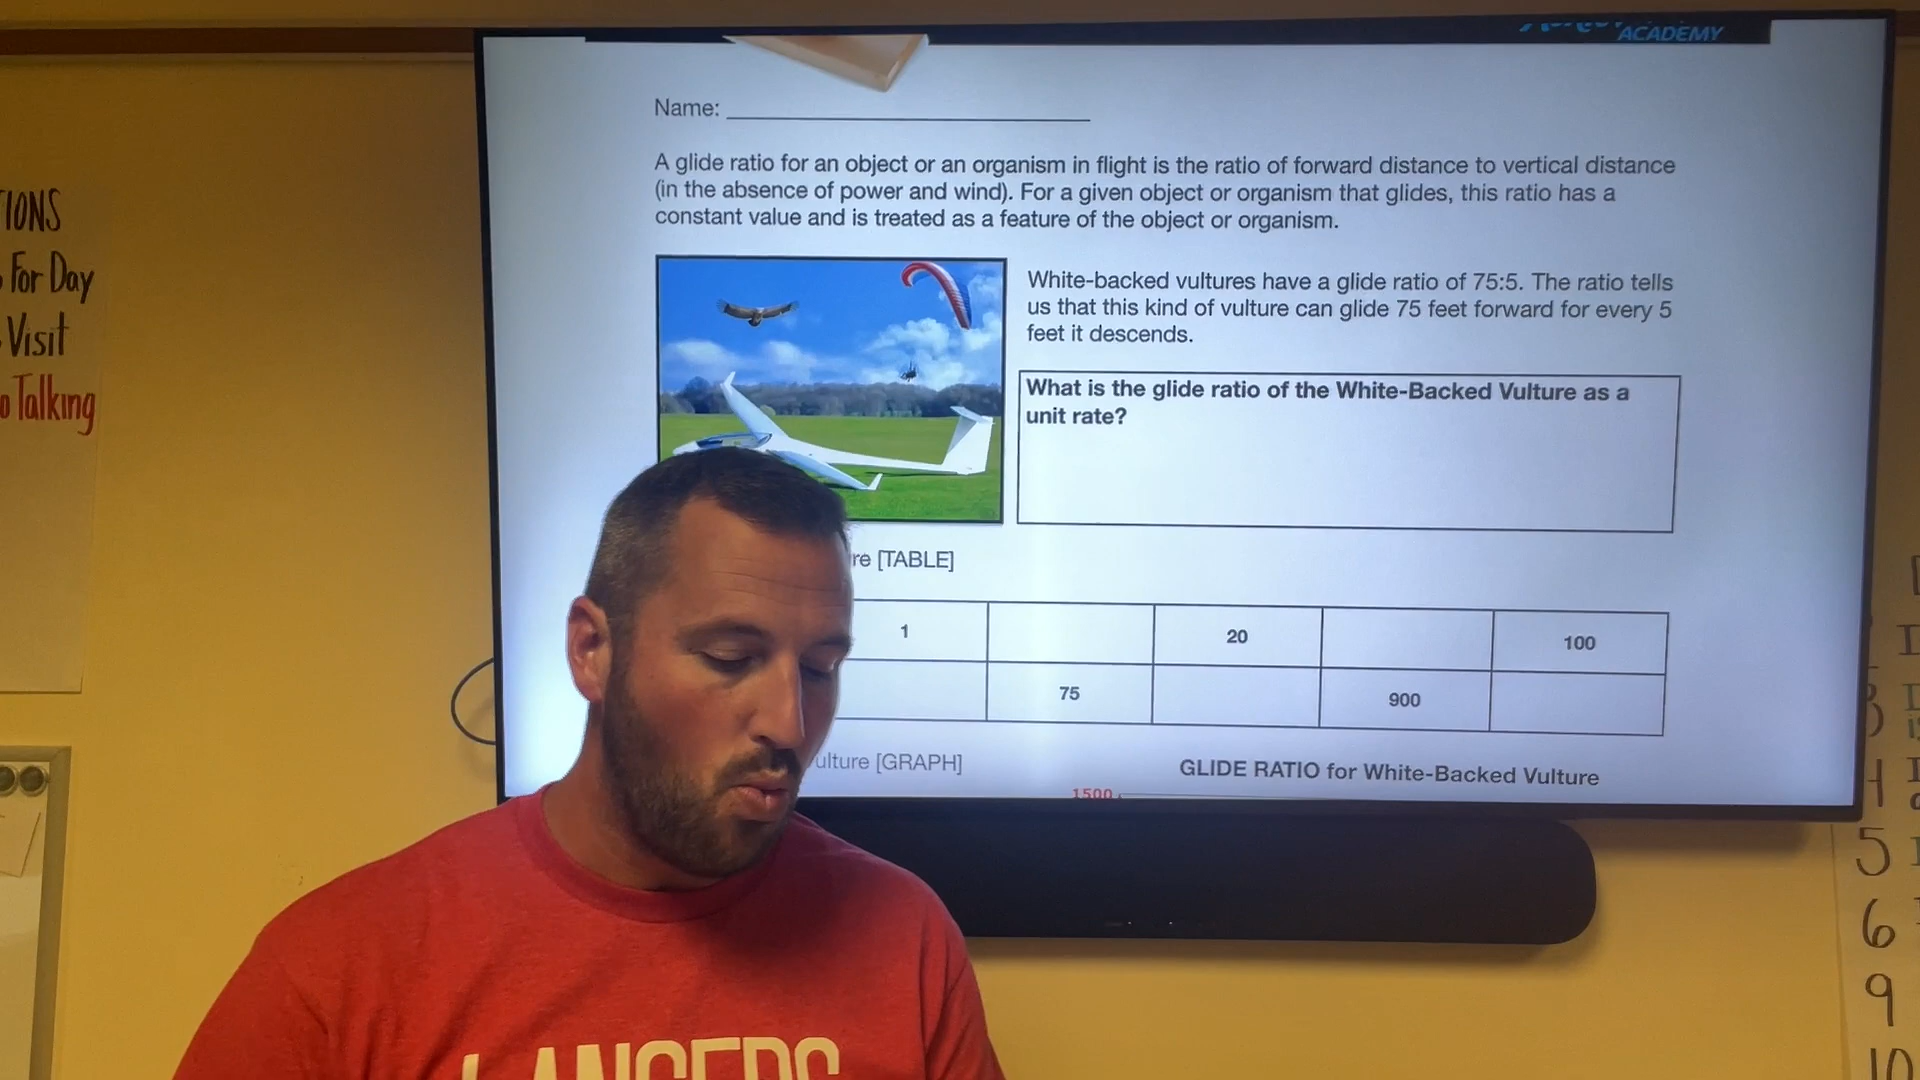 ACADEMY
Name:
A glide ratio for an object or an organism in flight is the ratio of forward distance to vertical distance
(in the absence of power and wind). For a given object or organism that glides, this ratio has a
constant value and is treated as a feature of the object or organism.
White-backed vultures have a glide ratio of 75:5. The ratio tells
us that this kind of vulture can glide 75 feet forward for every 5
feet it descends.
What is the glide ratio of the White-Backed Vulture as a
unit rate?
re [TABLE]
1 20 100
75 900
ulture [GRAPH]
GLIDE RATIO for White-Backed Vulture
1500
IONS
For Day
Visit
o Talking
LANCERS
5
6
9
10